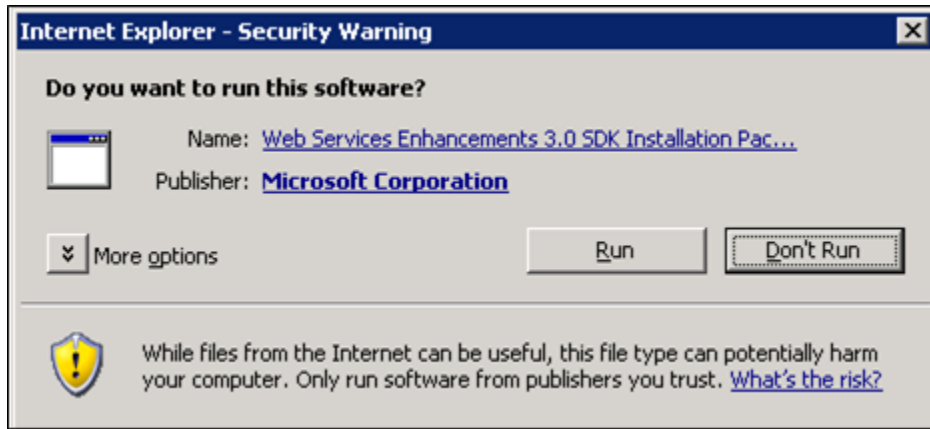 Internet Explorer - Security Warning
Do you want to run this software?
Name: Web Services Enhancements 3.0 SDK Installation Pac...
Publisher: Microsoft Corporation
More options
Run
Don't Run
While files from the Internet can be useful, this file type can potentially harm
your computer. Only run software from publishers you trust. What's the risk?